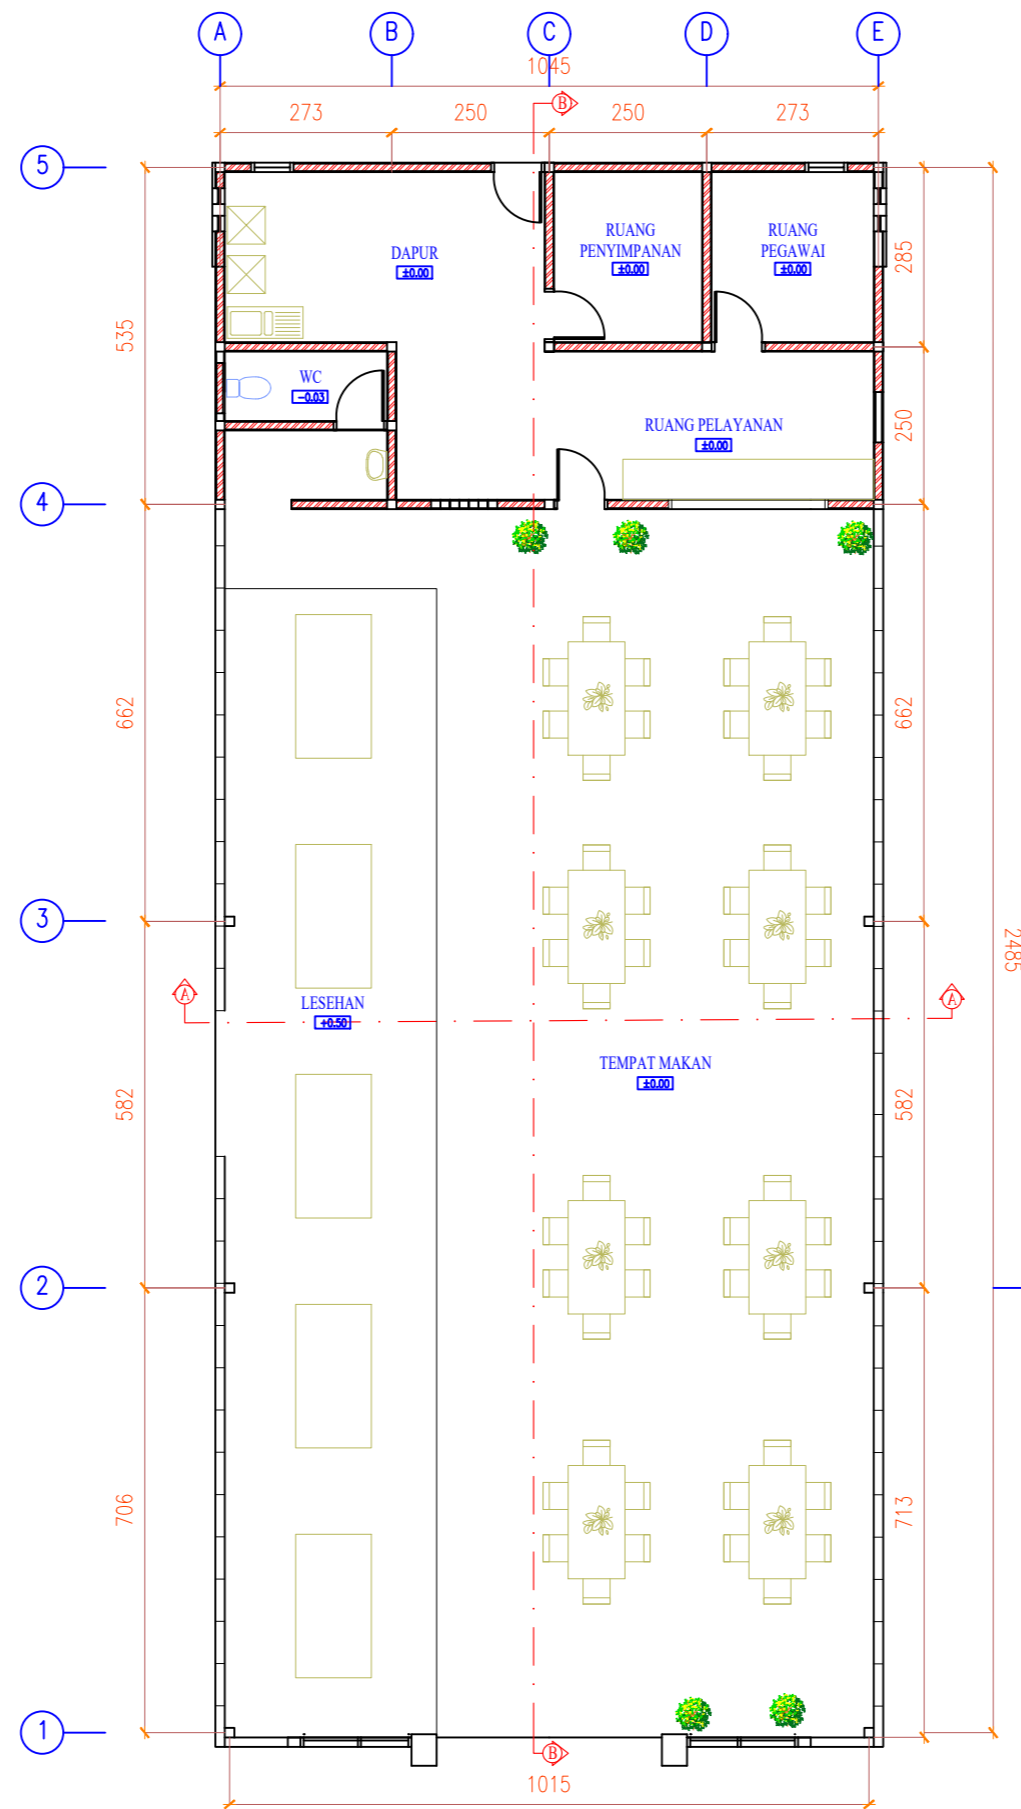 A B C D E
1045
B
273 250 250 273
5
DAPUR
±0.00
RUANG
PENYIMPANAN
±0.00
RUANG
PEGAWAI
±0.00
285
535
WC
-0.03
RUANG PELAYANAN
±0.00
250
4
662
662
3
2485
A
A
LESEHAN
+0.50
TEMPAT MAKAN
±0.00
582
582
2
706
713
1
B
1015